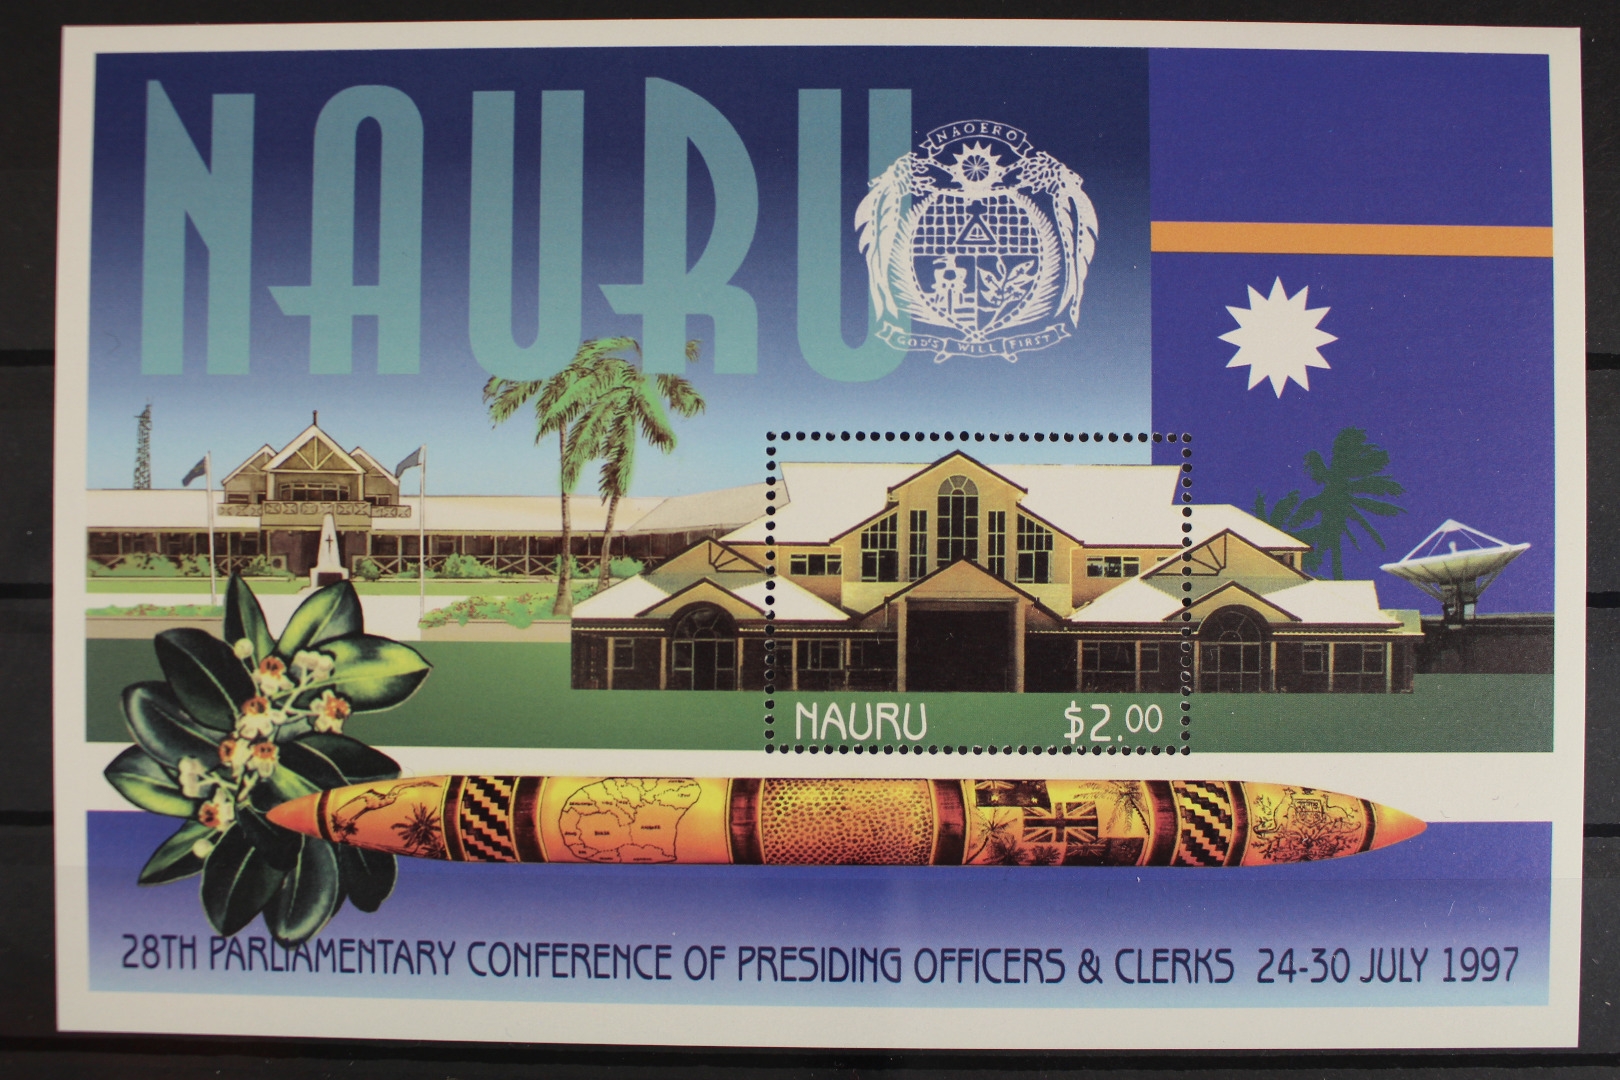 NAURU
NAOERO
GOD'S WILL FIRST
NAURU $2.00
28TH PARLIAMENTARY CONFERENCE OF PRESIDING OFFICERS & CLERKS 24-30 JULY 1997